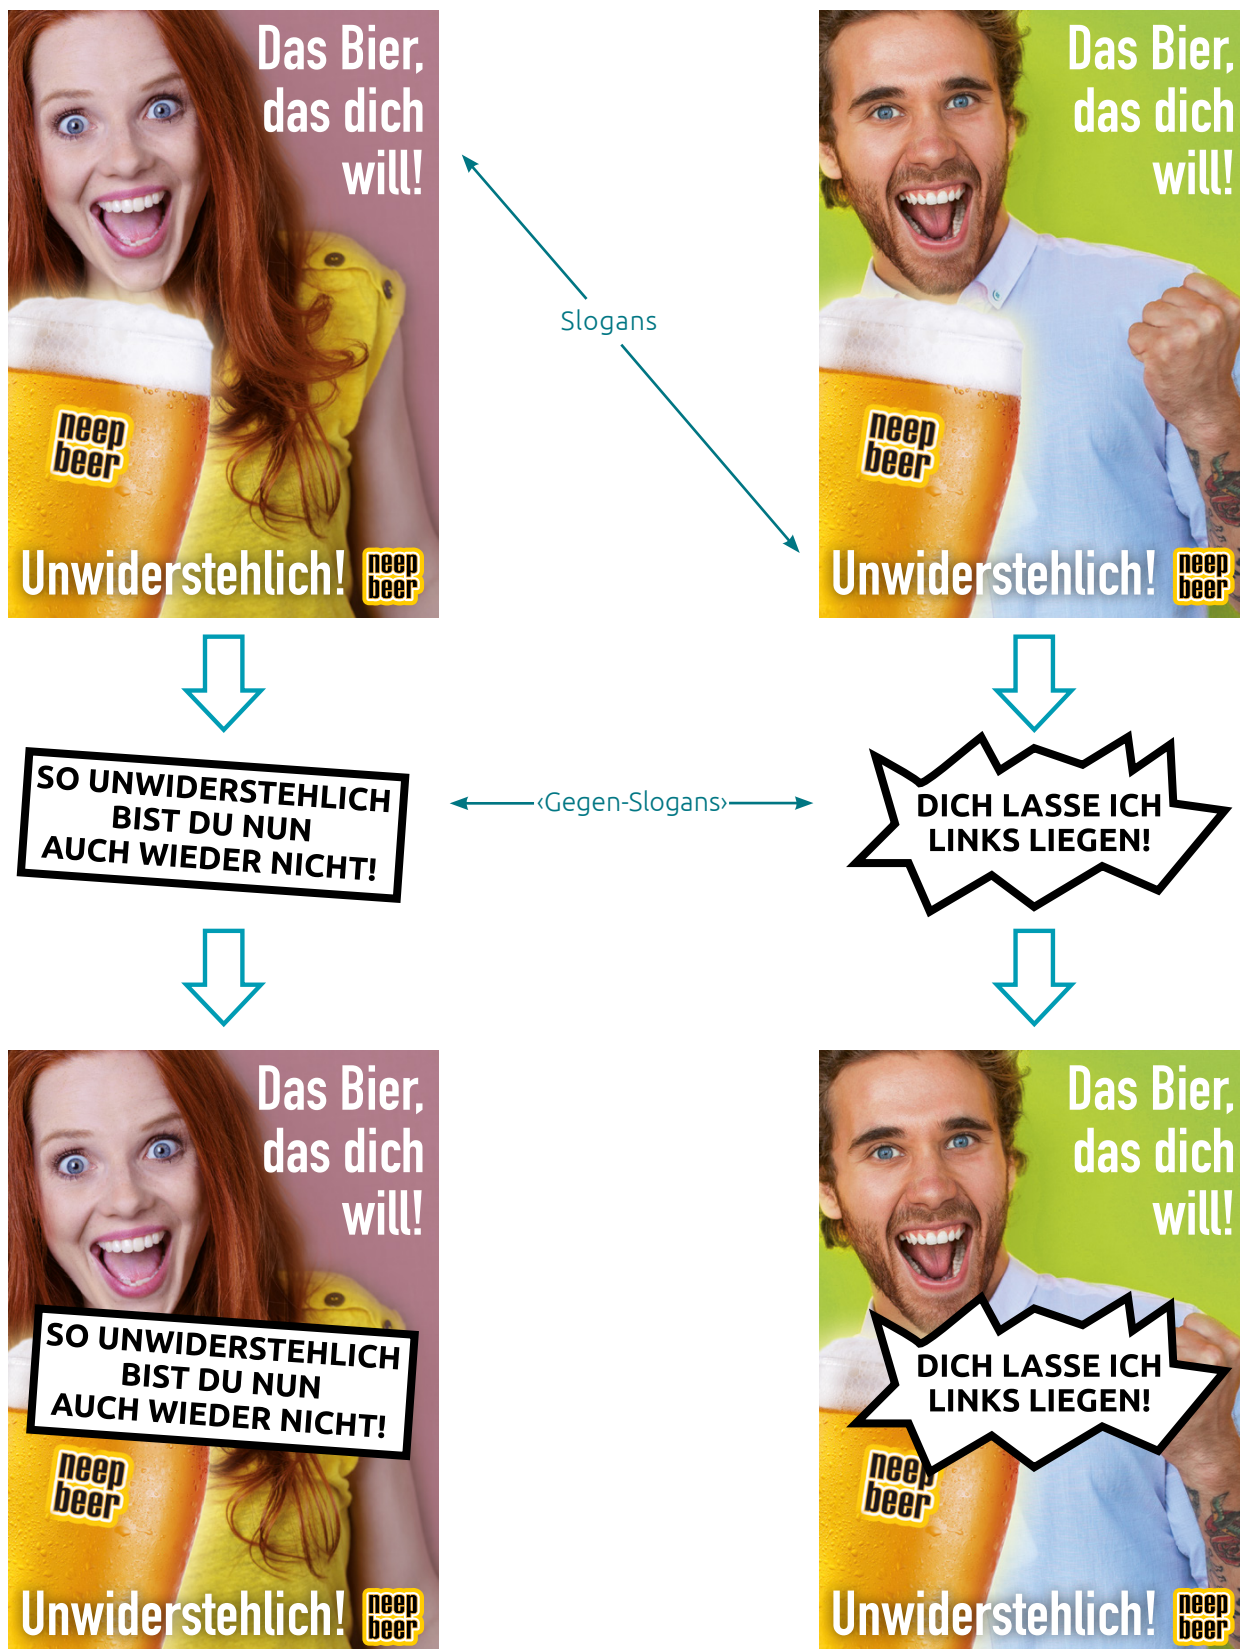 Das Bier,
das dich
will!
neep
beer
Unwiderstehlich!
neep
beer
Das Bier,
das dich
will!
neep
beer
Unwiderstehlich!
neep
beer
Slogans
SO UNWIDERSTEHLICH
BIST DU NUN
AUCH WIEDER NICHT!
‹Gegen-Slogans›
DICH LASSE ICH
LINKS LIEGEN!
Das Bier,
das dich
will!
SO UNWIDERSTEHLICH
BIST DU NUN
AUCH WIEDER NICHT!
neep
beer
Unwiderstehlich!
neep
beer
Das Bier,
das dich
will!
DICH LASSE ICH
LINKS LIEGEN!
neep
beer
Unwiderstehlich!
neep
beer